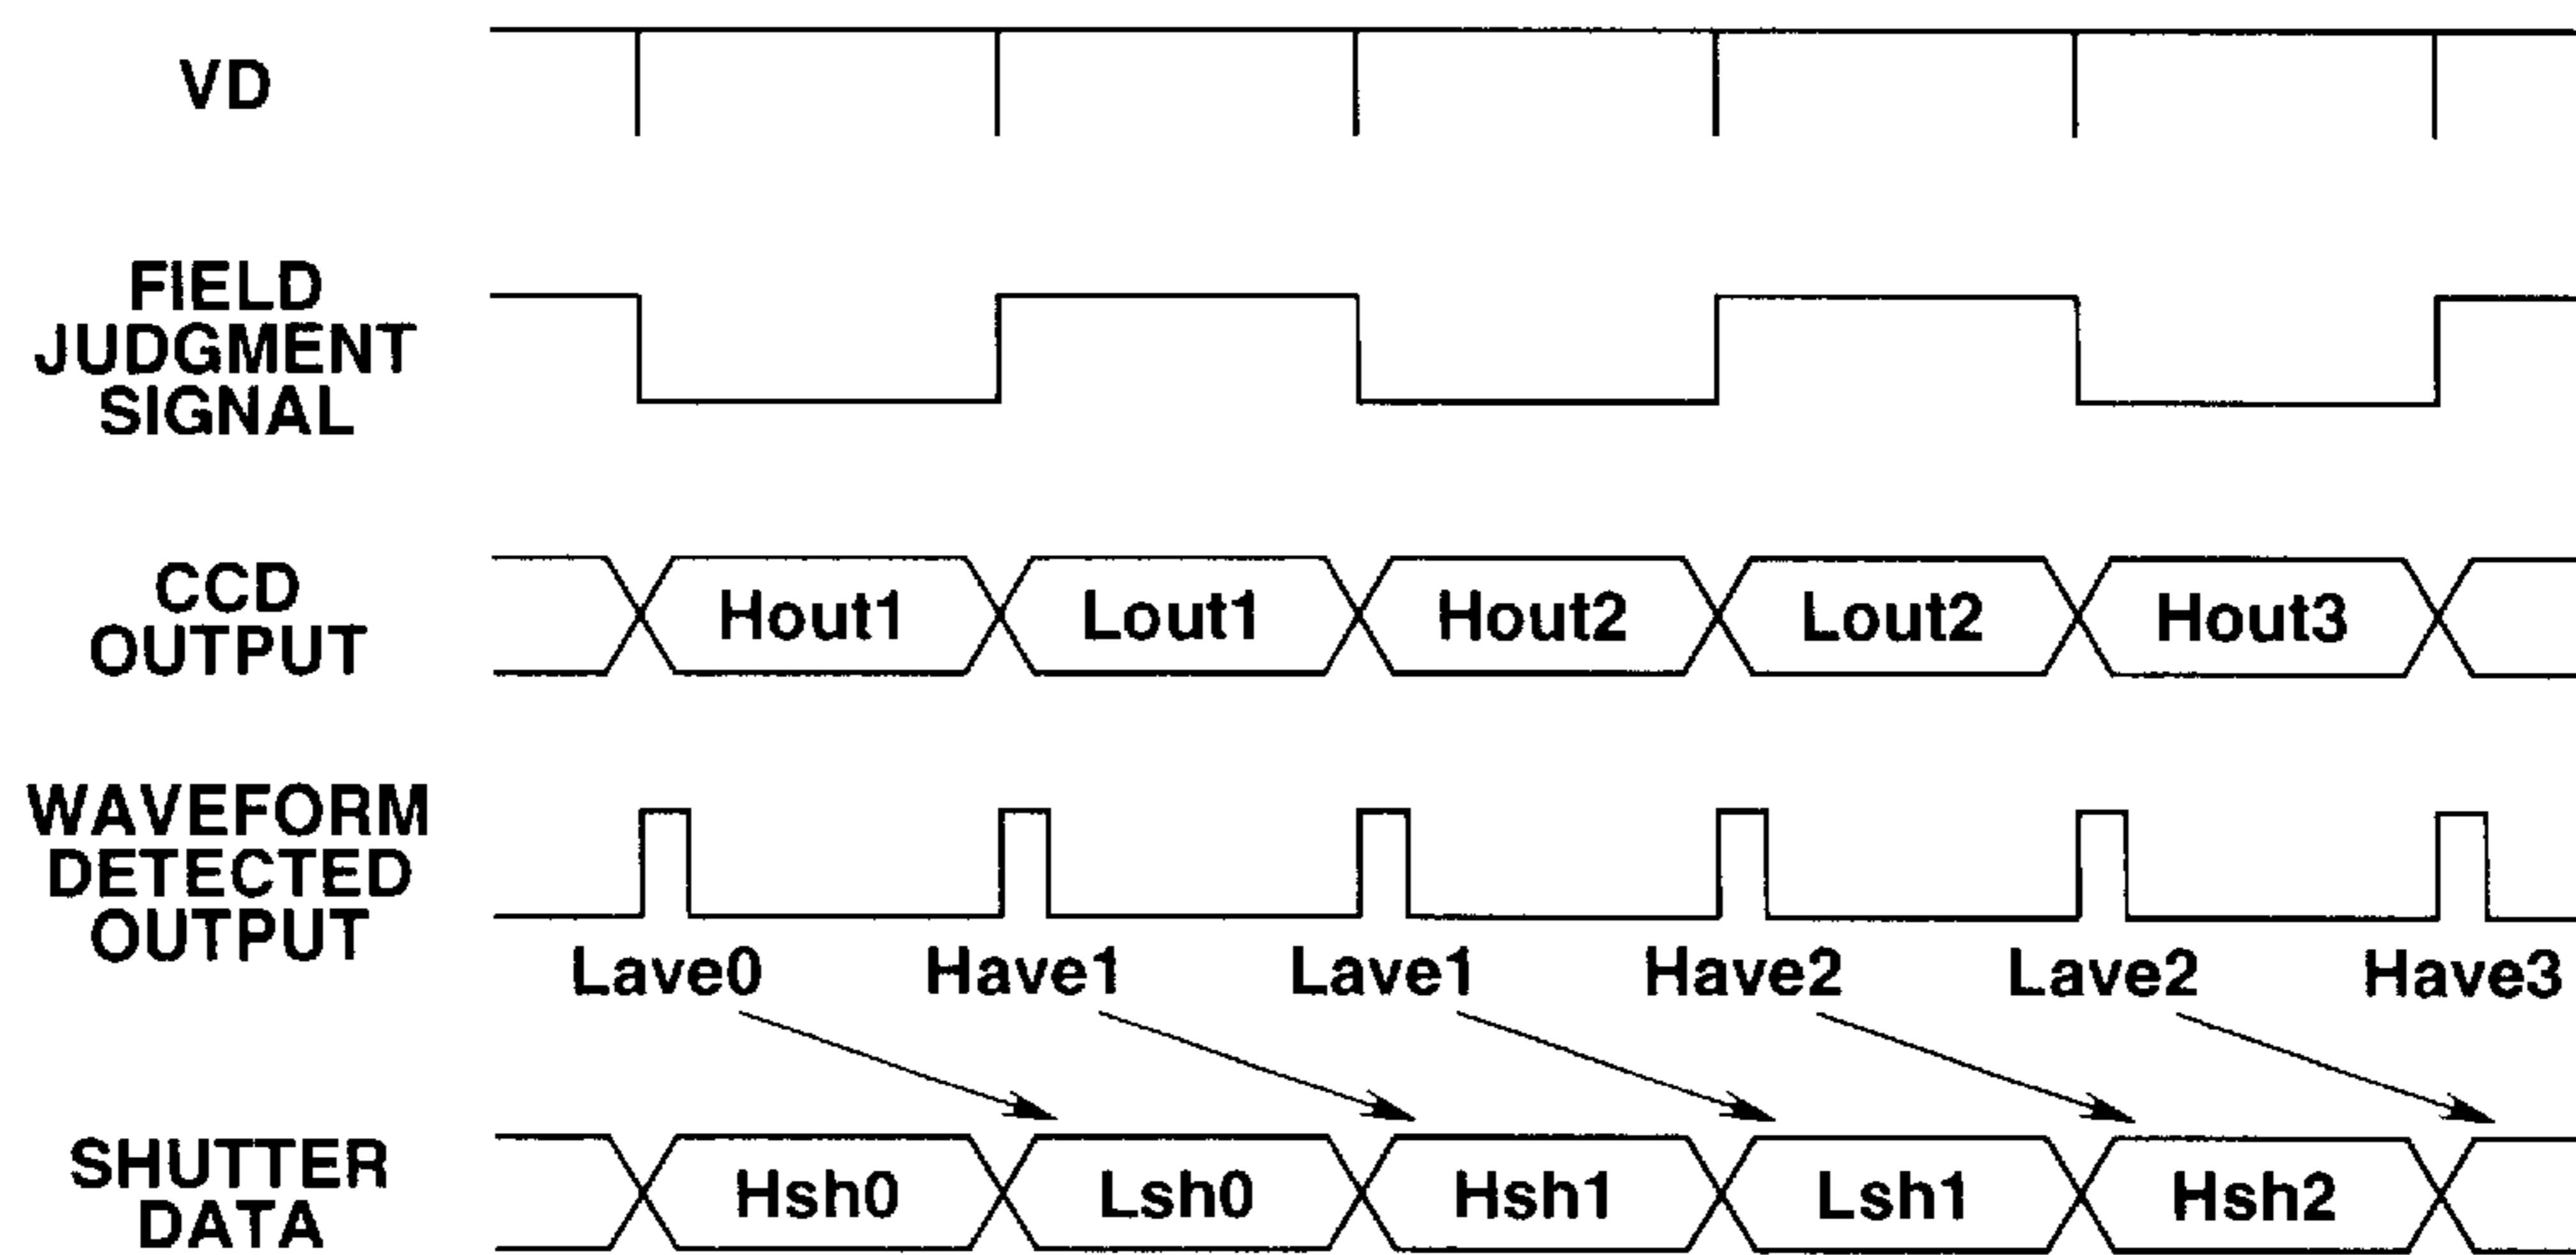 VD
FIELD
JUDGMENT
SIGNAL
CCD
OUTPUT
Hout1 Lout1 Hout2 Lout2 Hout3
WAVEFORM
DETECTED
OUTPUT
Lave0 Have1 Lave1 Have2 Lave2 Have3
SHUTTER
DATA
Hsh0 Lsh0 Hsh1 Lsh1 Hsh2